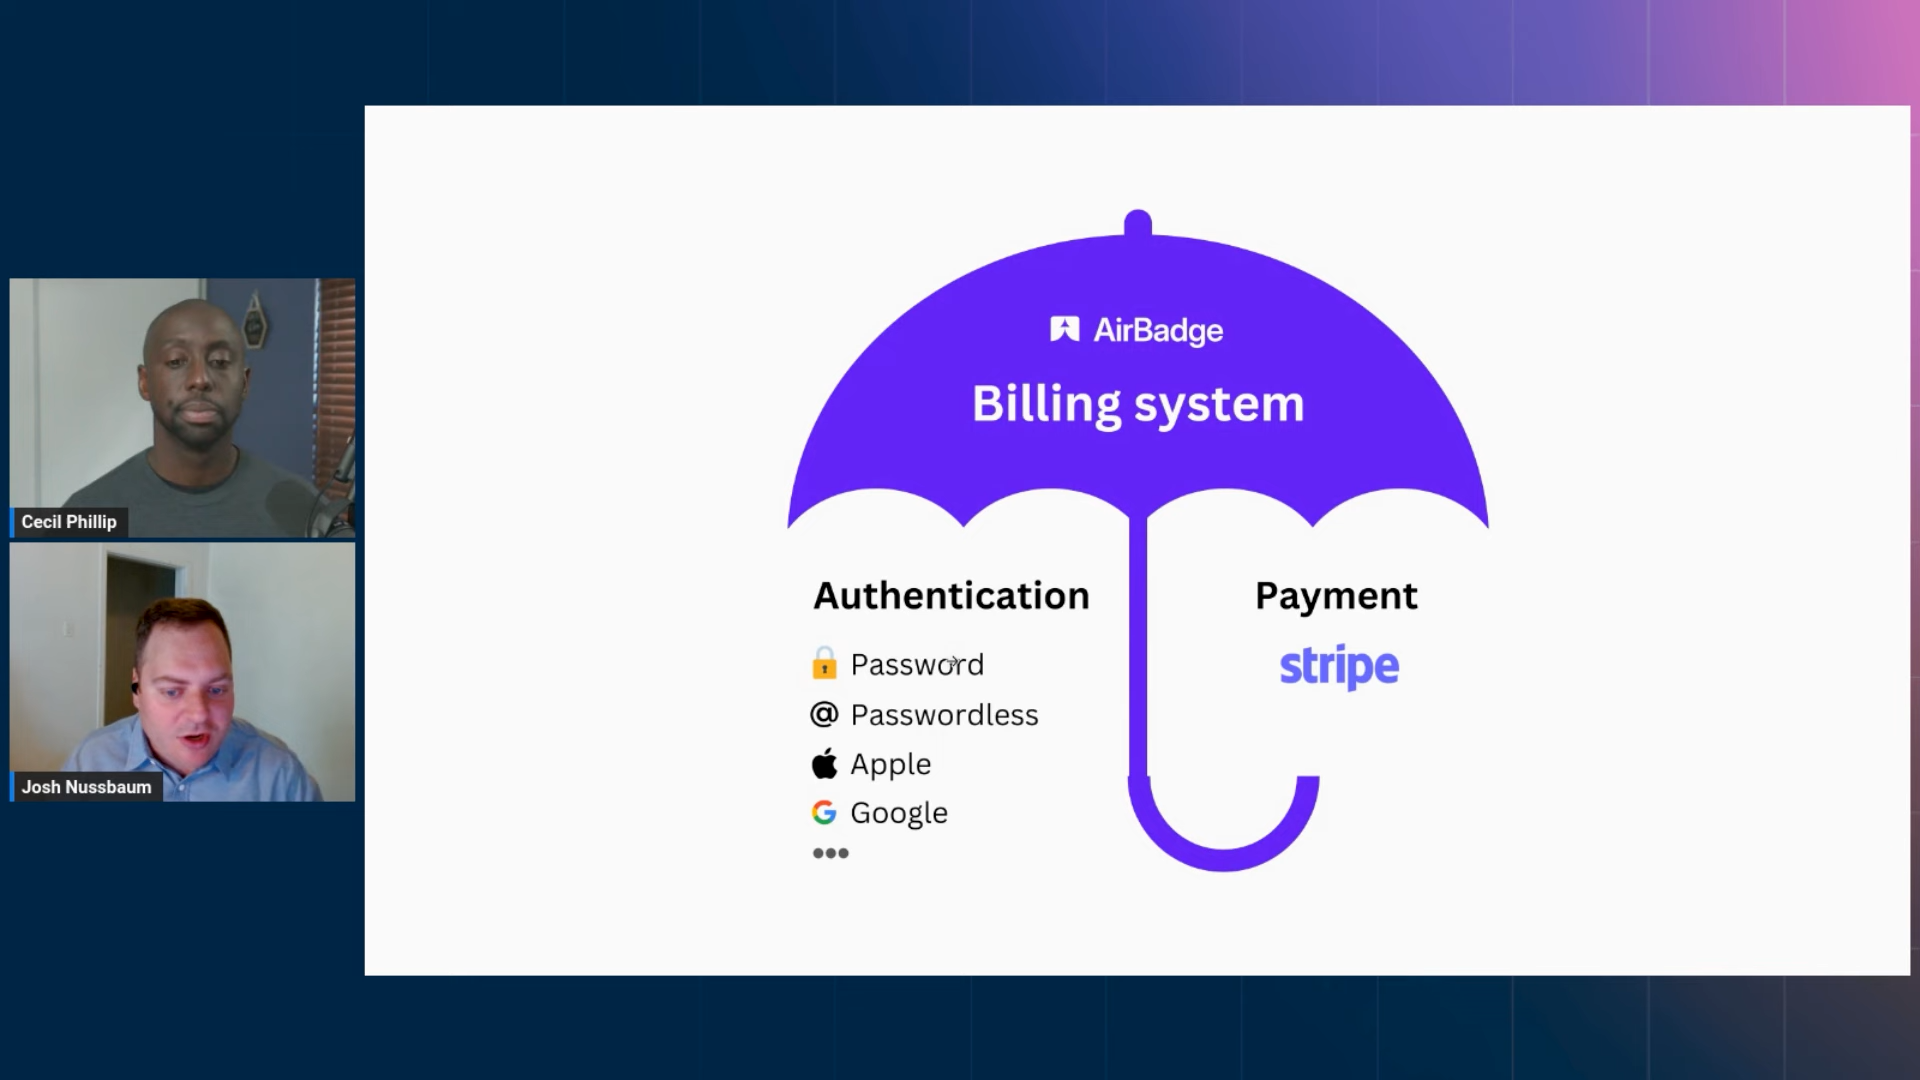 AirBadge
Billing system
Authentication
Payment
Password
stripe
@ Passwordless
Apple
Google
•••
Cecil Phillip
Josh Nussbaum